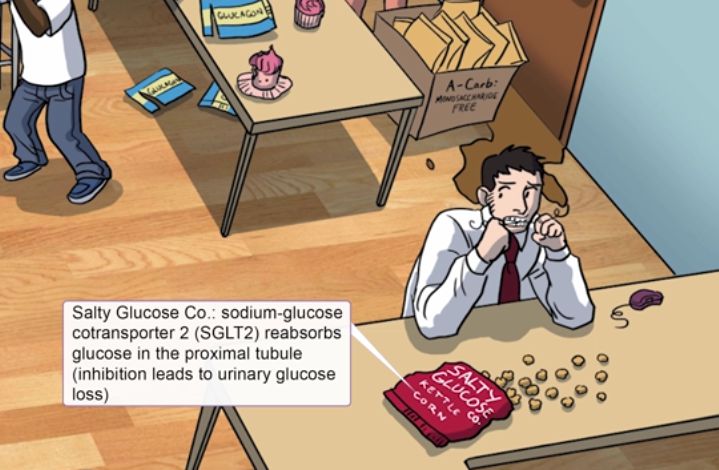 GLUCAGON
GLUCAGON
A-Carb:
MONOSACCHARIDE
FREE
Salty Glucose Co.: sodium-glucose
cotransporter 2 (SGLT2) reabsorbs
glucose in the proximal tubule
(inhibition leads to urinary glucose
loss)
SALTY
GLUCOSE
KETTLE CO.
CORN